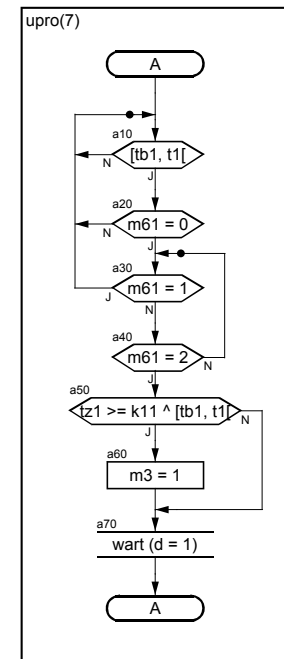 upro(7)
A
a10
[tb1, t1[
N
J
a20
m61 = 0
N
J
a30
m61 = 1
J
N
a40
m61 = 2
N
J
a50
tz1 >= k11 ^ [tb1, t1[
N
J
a60
m3 = 1
a70
wart (d = 1)
A